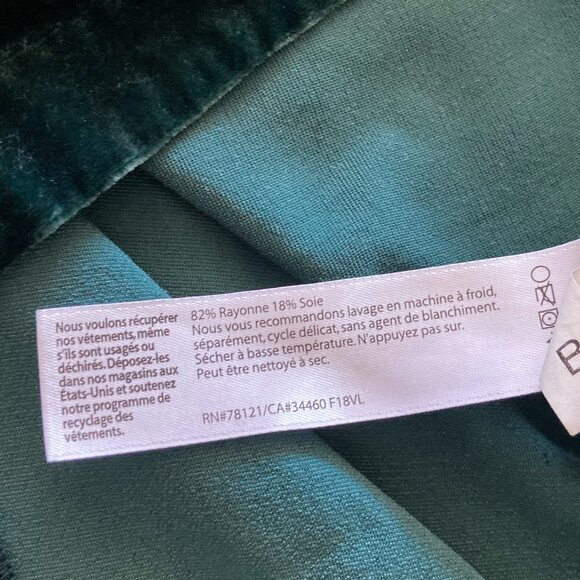 Nous voulons récupérer
nos vêtements, même
s'ils sont usagés ou
déchirés. Déposez-les
dans nos magasins aux
États-Unis et soutenez
notre programme de
recyclage des
vêtements.
82% Rayonne 18% Soie
Nous vous recommandons lavage en machine à froid,
séparément, cycle délicat, sans agent de blanchiment.
Sécher à basse température. N'appuyez pas sur.
Peut être nettoyé à sec.
RN#78121/CA#34460 F18VL